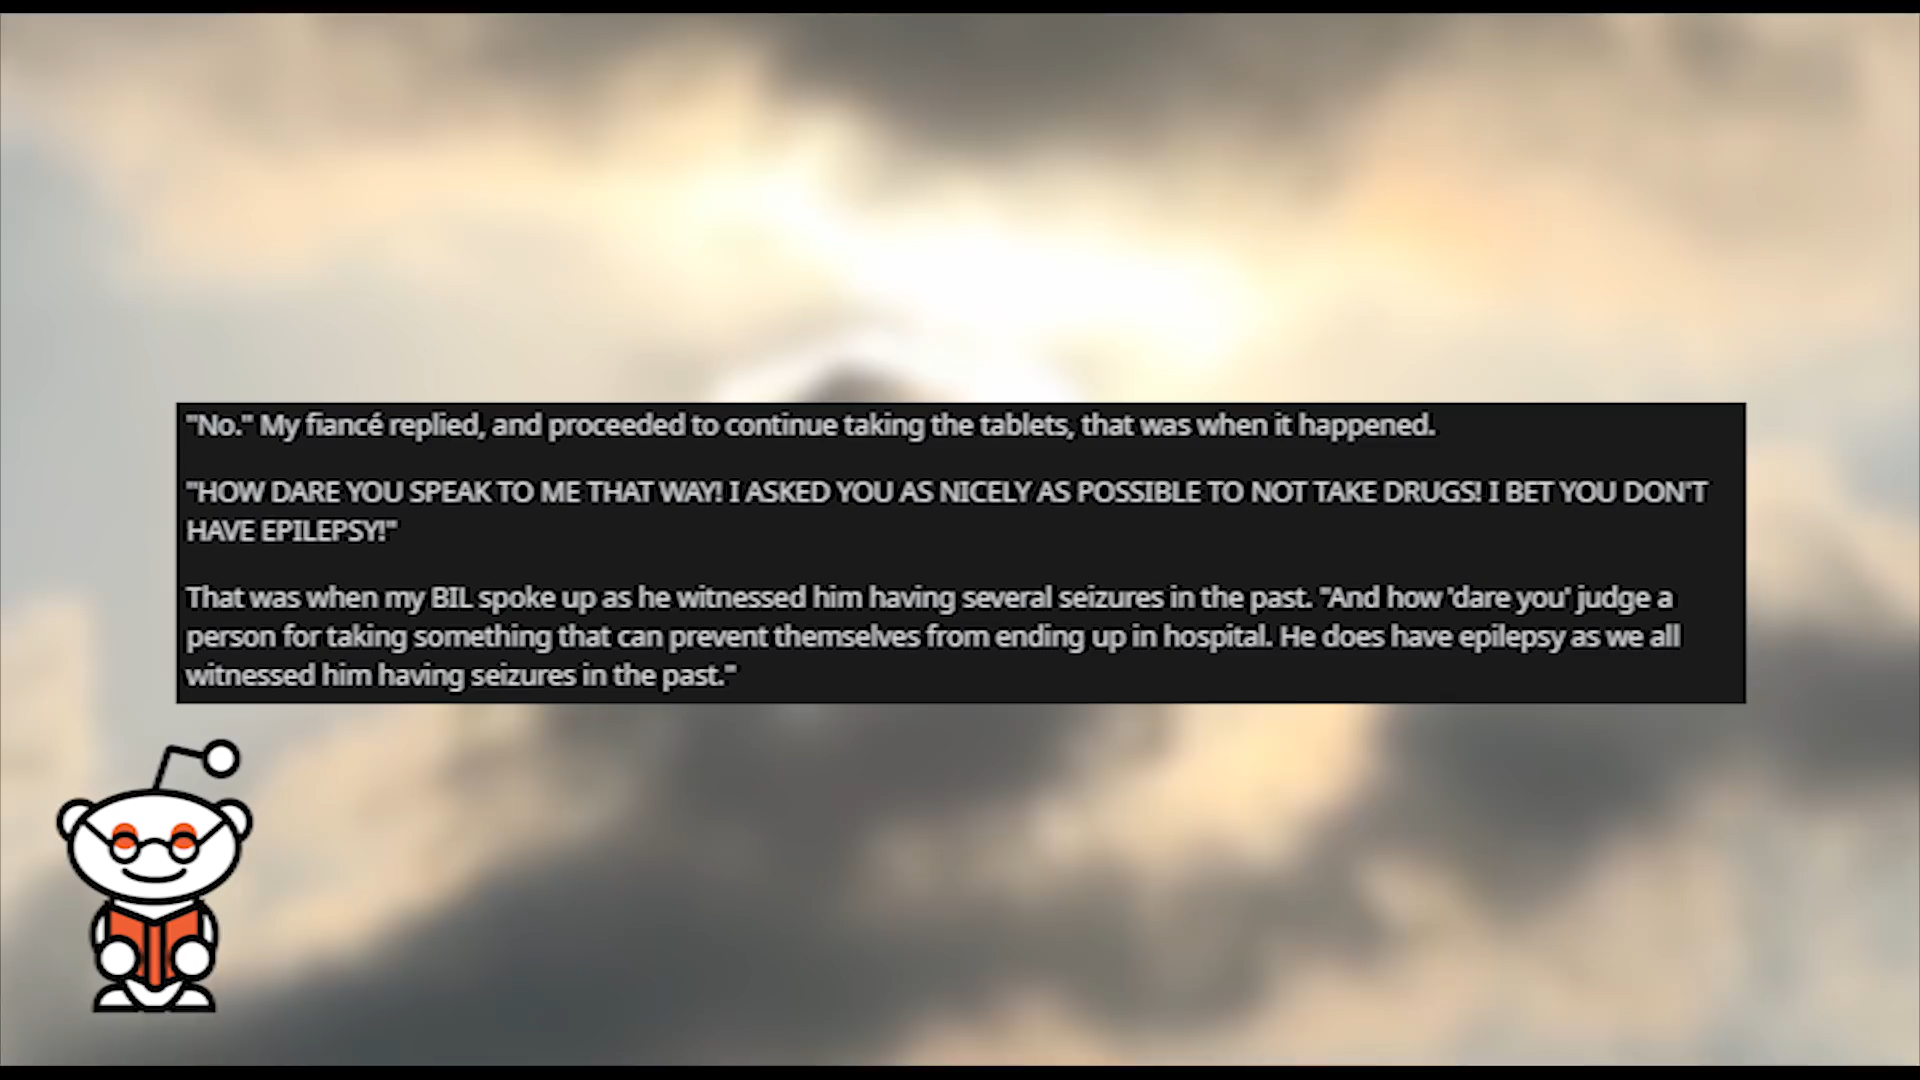 "No." My fiancé replied, and proceeded to continue taking the tablets, that was when it happened.
"HOW DARE YOU SPEAK TO ME THAT WAY! I ASKED YOU AS NICELY AS POSSIBLE TO NOT TAKE DRUGS! I BET YOU DON'T
HAVE EPILEPSY!"
That was when my BIL spoke up as he witnessed him having several seizures in the past. "And how 'dare you' judge a
person for taking something that can prevent themselves from ending up in hospital. He does have epilepsy as we all
witnessed him having seizures in the past."